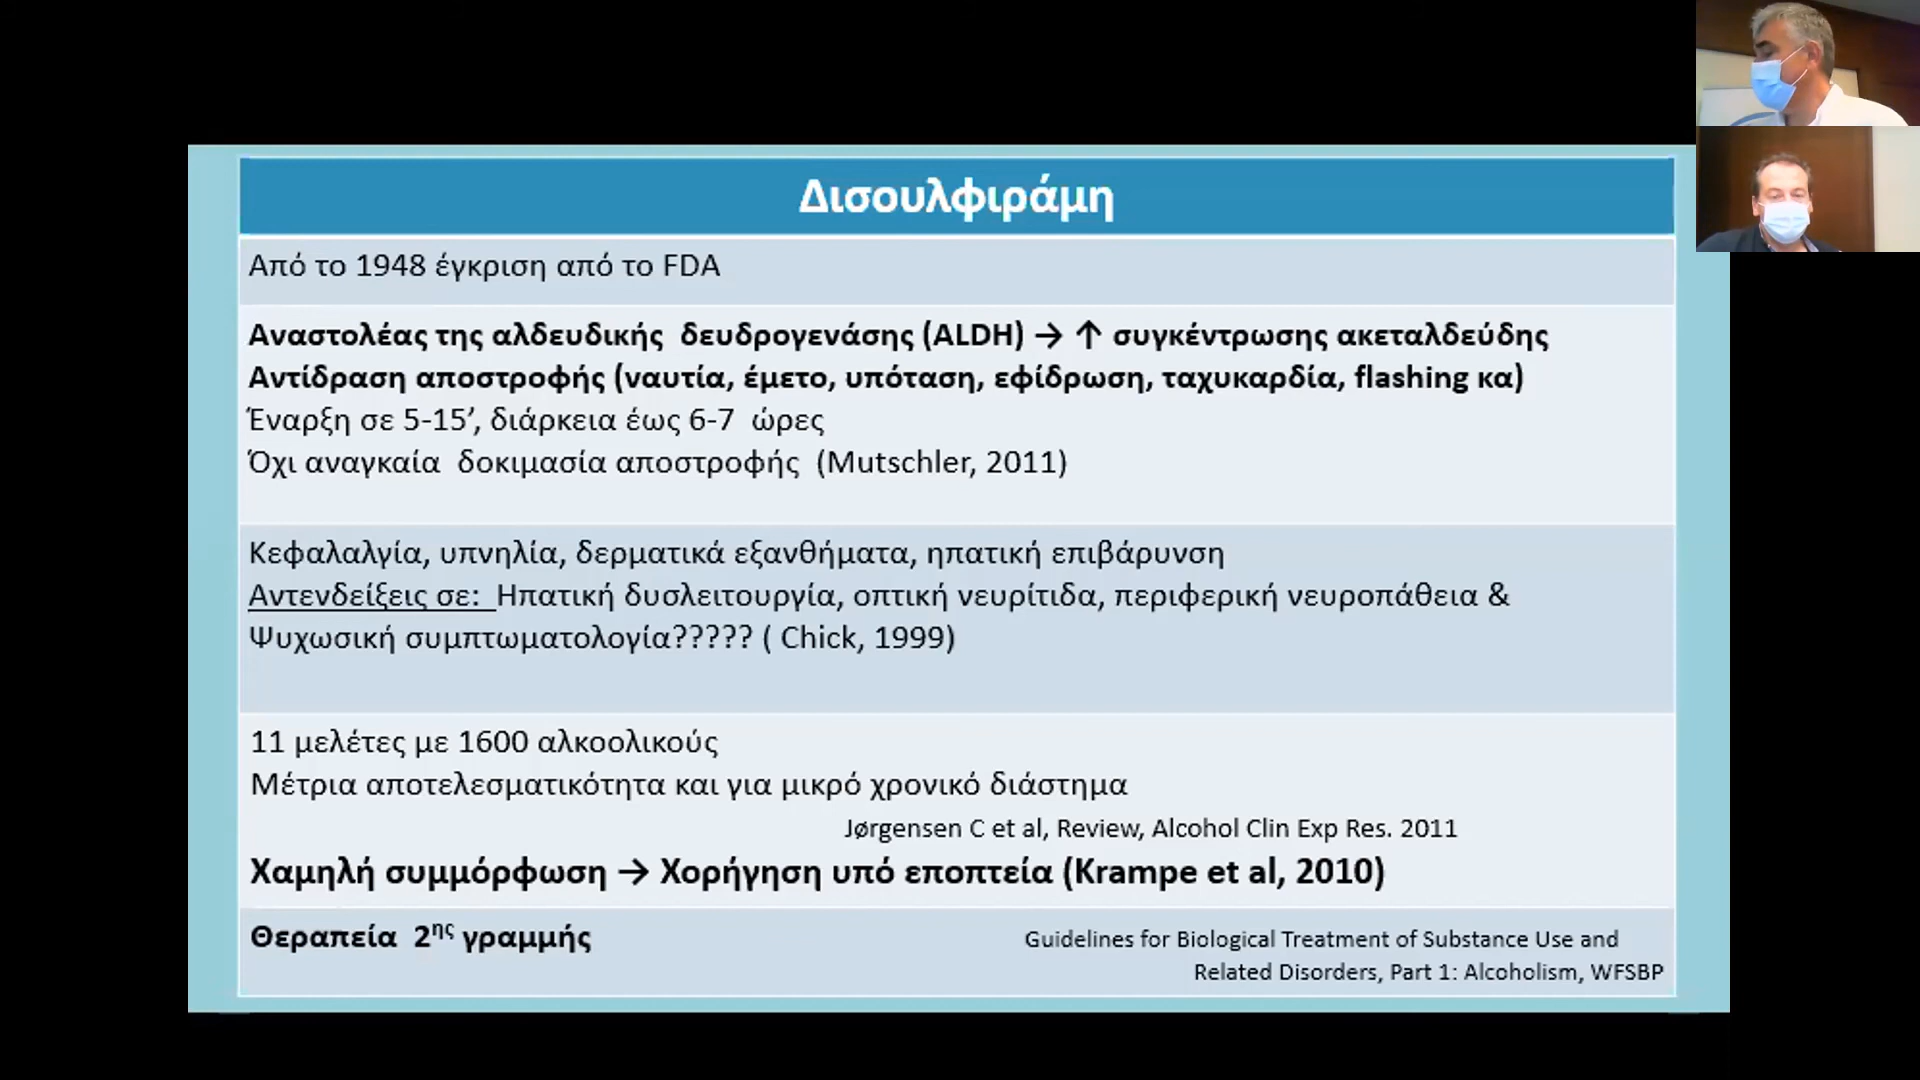 Δισουλφιράμη
Από το 1948 έγκριση από το FDA
Αναστολέας της αλδευδικής δευδρογενάσης (ALDH) → ↑ συγκέντρωσης ακεταλδεύδης
Αντίδραση αποστροφής (ναυτία, έμετο, υπόταση, εφίδρωση, ταχυκαρδία, flashing κα)
Έναρξη σε 5-15’, διάρκεια έως 6-7 ώρες
Όχι αναγκαία δοκιμασία αποστροφής (Mutschler, 2011)
Κεφαλαλγία, υπνηλία, δερματικά εξανθήματα, ηπατική επιβάρυνση
Αντενδείξεις σε: Ηπατική δυσλειτουργία, οπτική νευρίτιδα, περιφερική νευροπάθεια &
Ψυχωσική συμπτωματολογία????? ( Chick, 1999)
11 μελέτες με 1600 αλκοολικούς
Μέτρια αποτελεσματικότητα και για μικρό χρονικό διάστημα
Jørgensen C et al, Review, Alcohol Clin Exp Res. 2011
Χαμηλή συμμόρφωση → Χορήγηση υπό εποπτεία (Krampe et al, 2010)
Θεραπεία 2ης γραμμής
Guidelines for Biological Treatment of Substance Use and
Related Disorders, Part 1: Alcoholism, WFSBP